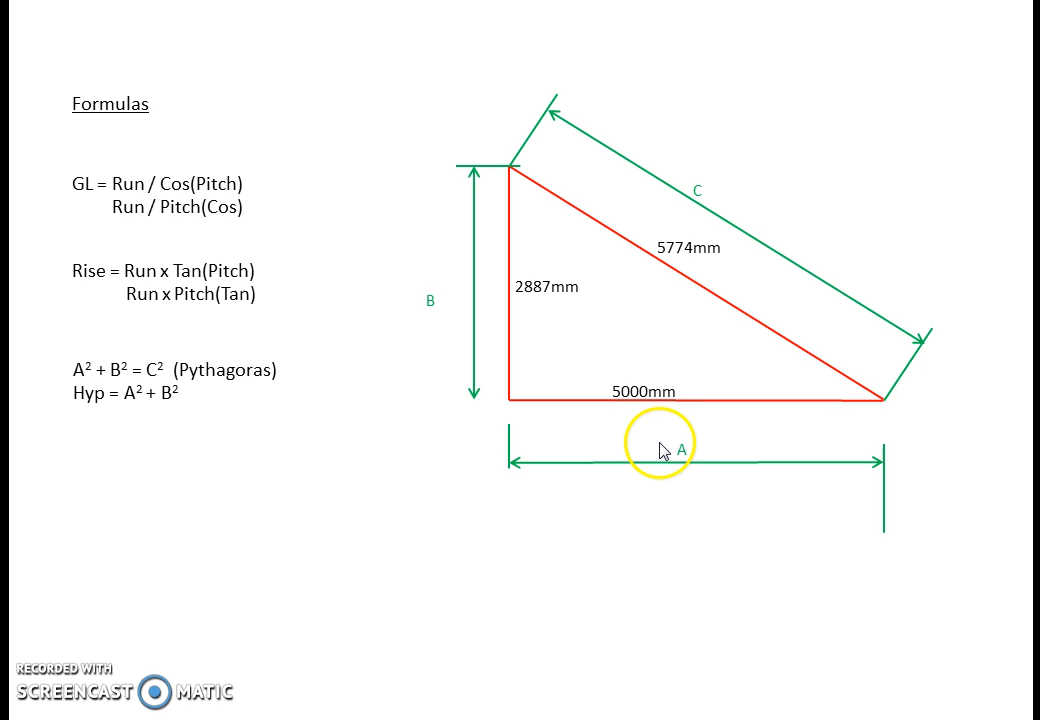 Formulas
GL = Run / Cos(Pitch)
Run / Pitch(Cos)
Rise = Run x Tan(Pitch)
Run x Pitch(Tan)
A² + B² = C² (Pythagoras)
Hyp = A² + B²
C
5774mm
2887mm
B
5000mm
A
RECORDED WITH
SCREENCAST MATIC